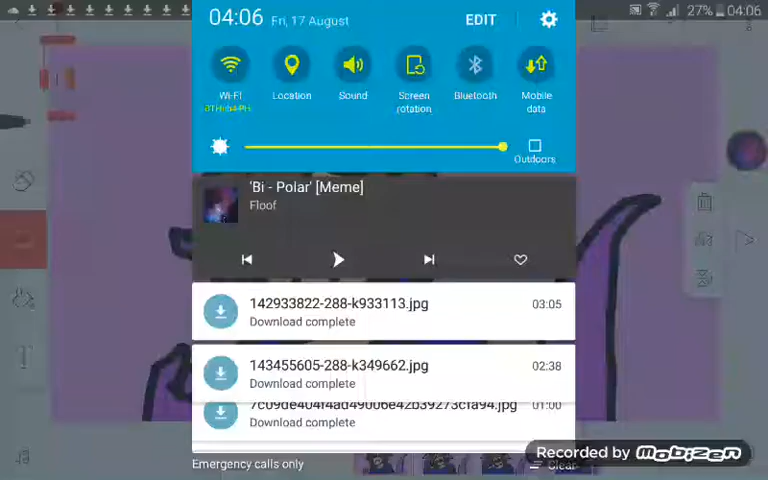 27% 04:06
04:06 Fri, 17 August EDIT
Wi-Fi Location Sound Screen rotation Bluetooth Mobile data
Outdoors
'Bi - Polar' [Meme]
Floof
142933822-288-k933113.jpg 03:05
Download complete
143455605-288-k349662.jpg 02:38
Download complete
01:00
Download complete
Recorded by Mobizen
Emergency calls only Clear